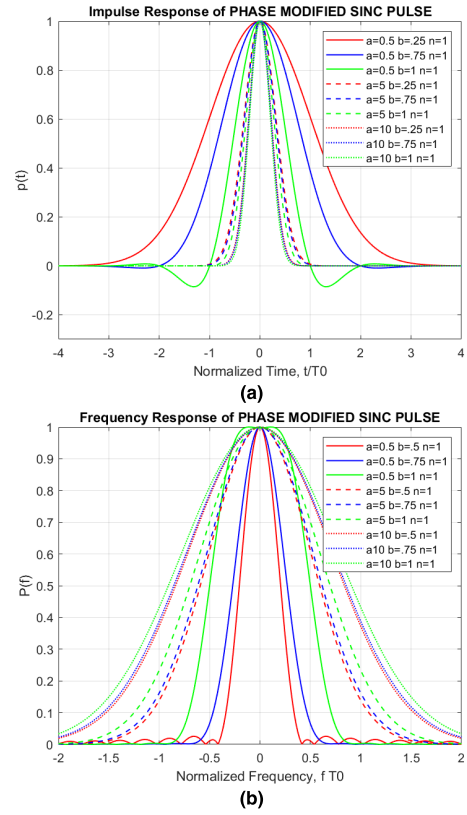 Impulse Response of PHASE MODIFIED SINC PULSE
1
0.8
0.6
0.4
0.2
0
-0.2
p(t)
a=0.5 b=.25 n=1
a=0.5 b=.75 n=1
a=0.5 b=1 n=1
a=5 b=.25 n=1
a=5 b=.75 n=1
a=5 b=1 n=1
a=10 b=.25 n=1
a10 b=.75 n=1
a=10 b=1 n=1
-4 -3 -2 -1 0 1 2 3 4
Normalized Time, t/T0
(a)
Frequency Response of PHASE MODIFIED SINC PULSE
1
0.9
0.8
0.7
0.6
0.5
0.4
0.3
0.2
0.1
0
P(f)
a=0.5 b=.5 n=1
a=0.5 b=.75 n=1
a=0.5 b=1 n=1
a=5 b=.5 n=1
a=5 b=.75 n=1
a=5 b=1 n=1
a=10 b=.5 n=1
a10 b=.75 n=1
a=10 b=1 n=1
-2 -1.5 -1 -0.5 0 0.5 1 1.5 2
Normalized Frequency, f T0
(b)